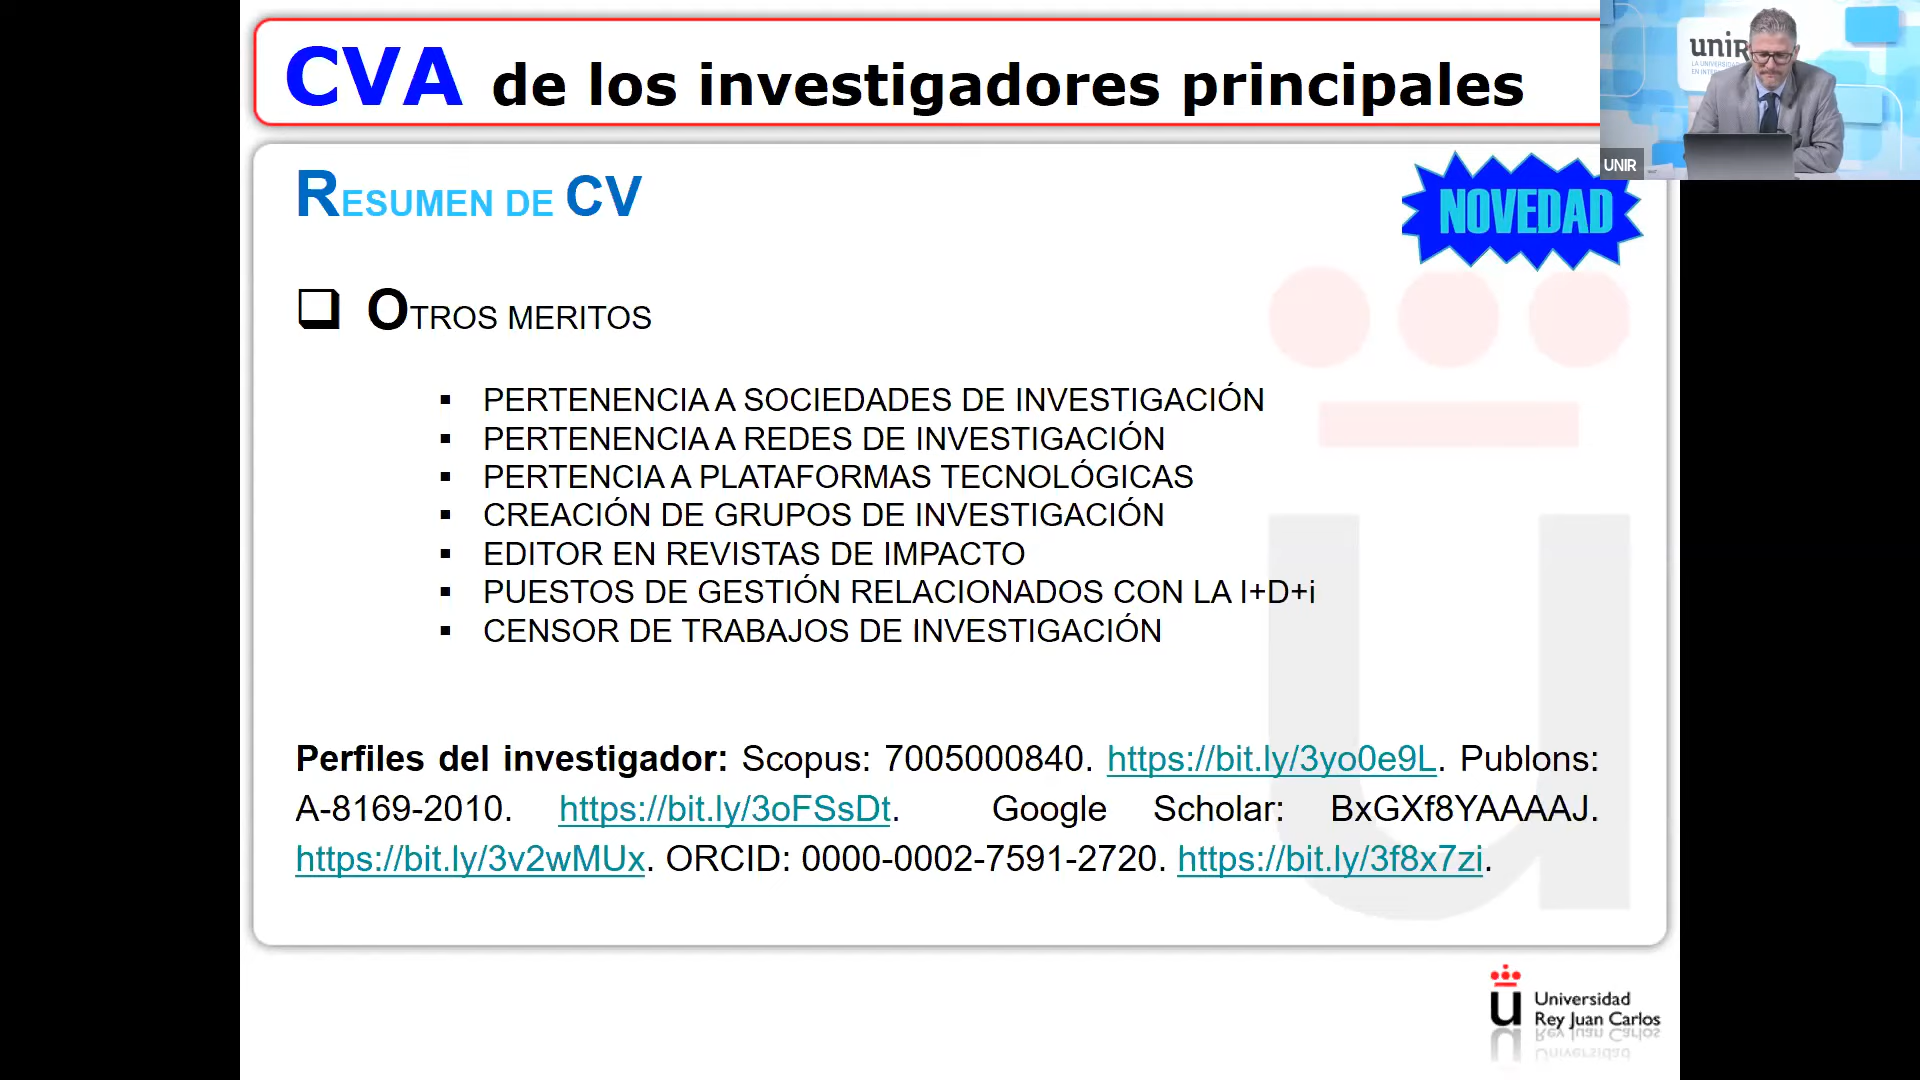 CVA de los investigadores principales
RESUMEN DE CV
NOVEDAD
OTROS MERITOS
PERTENENCIA A SOCIEDADES DE INVESTIGACIÓN
PERTENENCIA A REDES DE INVESTIGACIÓN
PERTENCIA A PLATAFORMAS TECNOLÓGICAS
CREACIÓN DE GRUPOS DE INVESTIGACIÓN
EDITOR EN REVISTAS DE IMPACTO
PUESTOS DE GESTIÓN RELACIONADOS CON LA I+D+i
CENSOR DE TRABAJOS DE INVESTIGACIÓN
Perfiles del investigador: Scopus: 7005000840. https://bit.ly/3yo0e9L. Publons:
A-8169-2010. https://bit.ly/3oFSsDt. Google Scholar: BxGXf8YAAAAJ.
https://bit.ly/3v2wMUx. ORCID: 0000-0002-7591-2720. https://bit.ly/3f8x7zi.
Universidad
Rey Juan Carlos
unir
LA UNIVERSIDAD
EN INTERNET
UNIR